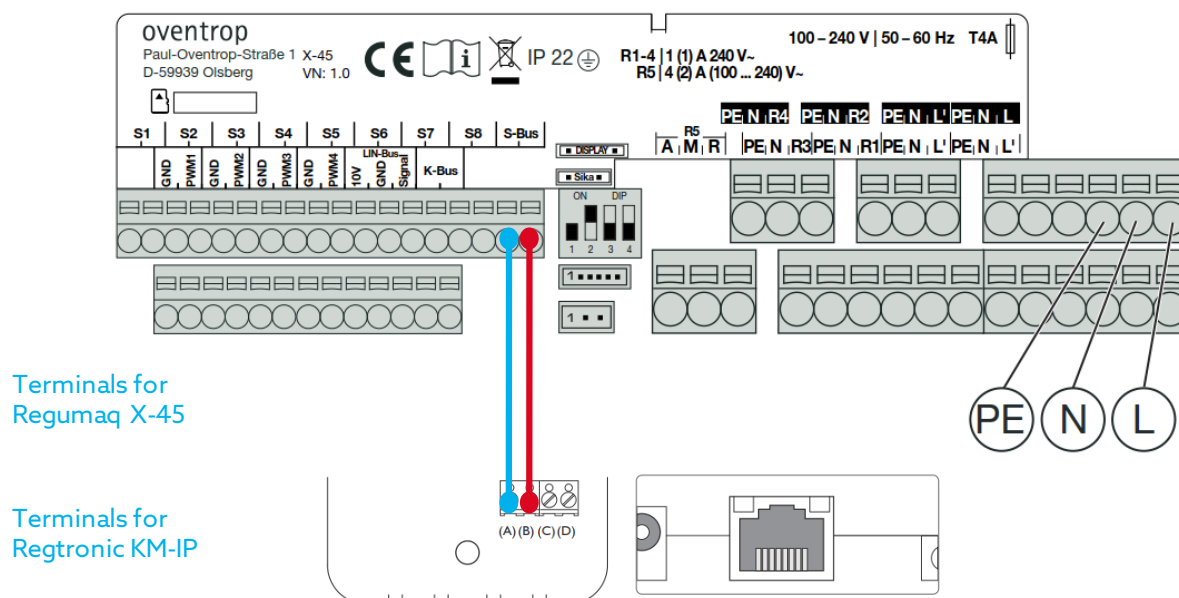 oventrop
Paul-Oventrop-Straße 1 X-45
D-59939 Olsberg VN: 1.0
CE
i
IP 22
R1-4 | 1 (1) A 240 V~
R5 | 4 (2) A (100 ... 240) V~
100 – 240 V | 50 – 60 Hz T4A
PE N R4 PE N R2 PE N L' PE N L
R5
A M R PE N R3 PE N R1 PE N L' PE N L'
S1 S2 S3 S4 S5 S6 S7 S8 S-Bus
GND PWM1 GND PWM2 GND PWM3 GND PWM4 10V LIN-Bus GND Signal K-Bus
DISPLAY
Sika
ON DIP
1 2 3 4
1
1
PE N L
Terminals for
Regumaq X-45
Terminals for
Regtronic KM-IP
(A) (B) (C) (D)